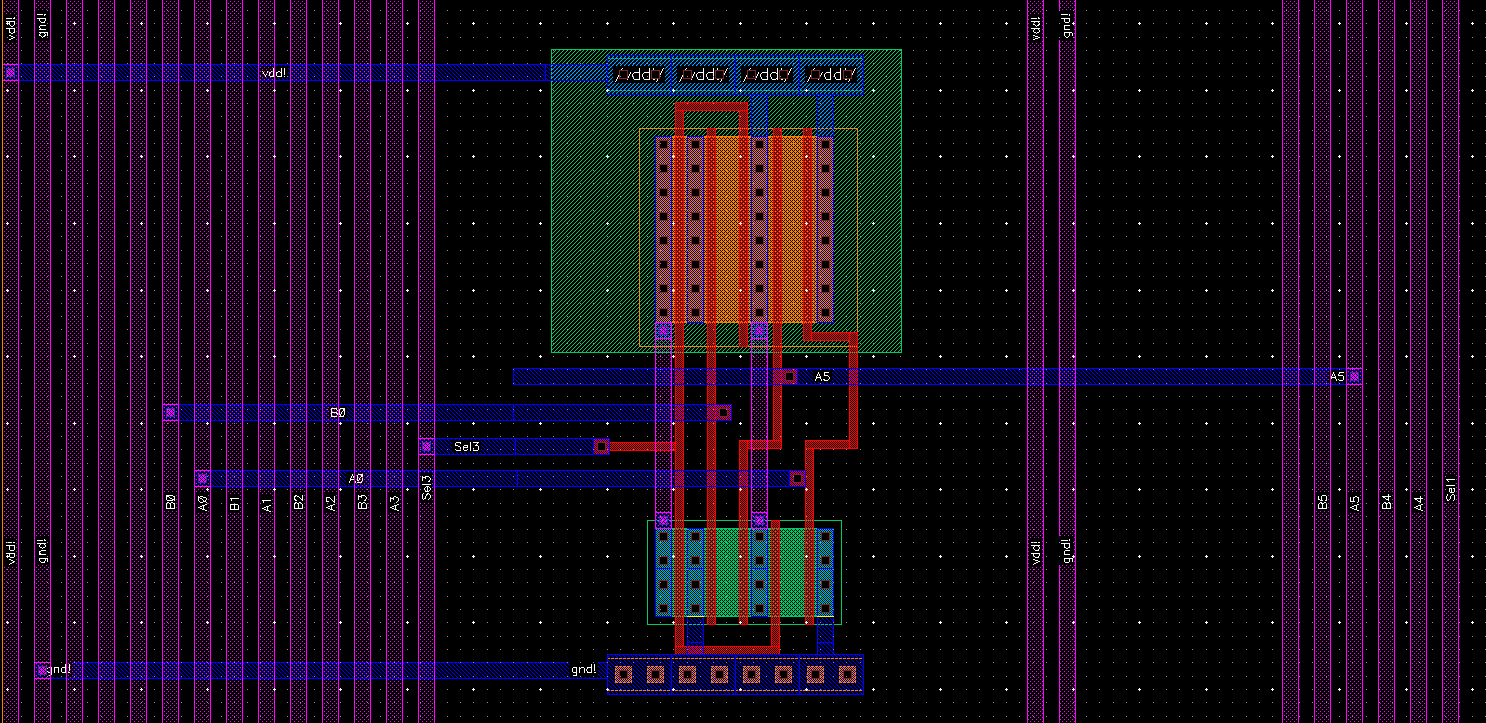 vdd!
gnd!
vdd!
gnd!
vdd!
vdd! vdd! vdd! vdd!
A5
A5
B0
Sel3
A0
B0
A0
B1
A1
B2
A2
B3
A3
Sel3
B5
A5
B4
A4
Sel1
vdd!
gnd!
vdd!
gnd!
gnd!
gnd!